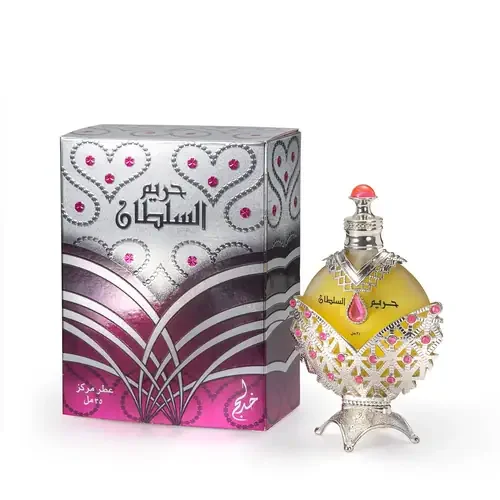 حريم
السلطان
عطر مركز
٣٥ مل
حريم السلطان